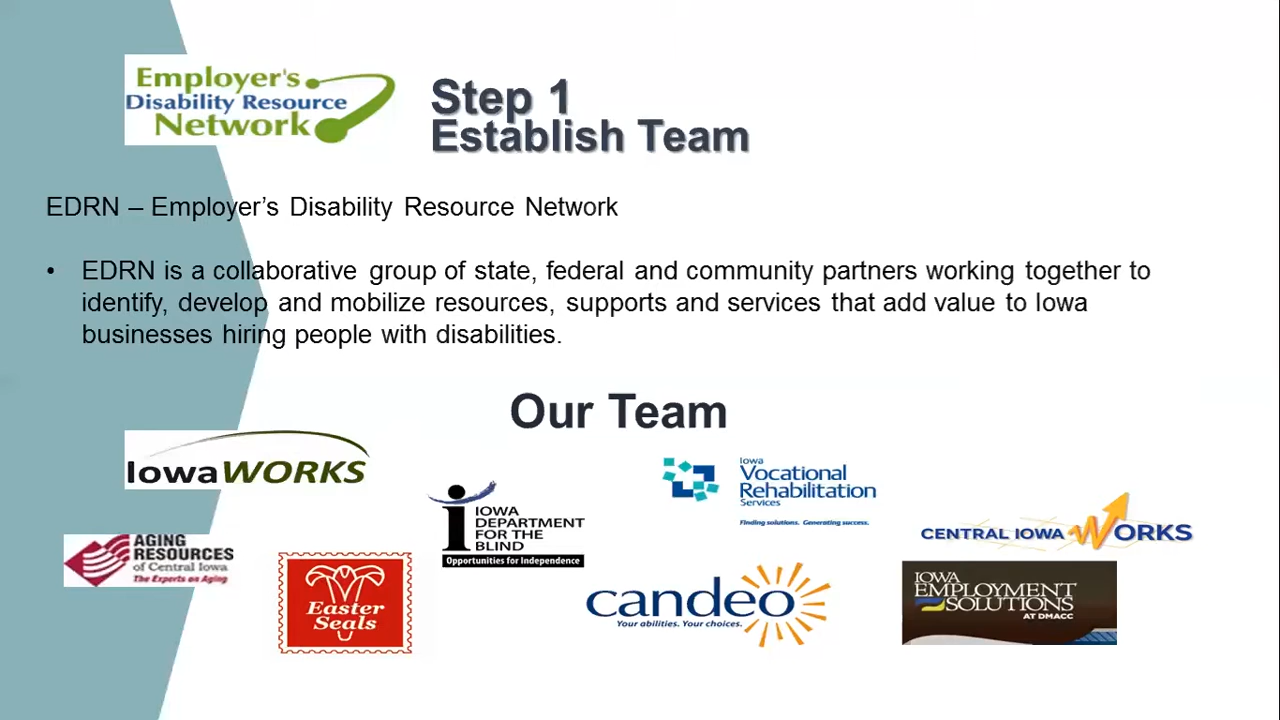 Employer's
Disability Resource
Network
Step 1
Establish Team
EDRN – Employer’s Disability Resource Network
• EDRN is a collaborative group of state, federal and community partners working together to
identify, develop and mobilize resources, supports and services that add value to Iowa
businesses hiring people with disabilities.
Our Team
IowaWORKS
IOWA
DEPARTMENT
FOR THE
BLIND
Opportunities for Independence
Iowa
Vocational
Rehabilitation
Services
Finding solutions. Generating success.
CENTRAL IOWA WORKS
AGING
RESOURCES
of Central Iowa
The Experts on Aging
Easter
Seals
candeo
Your abilities. Your choices.
IOWA
EMPLOYMENT
SOLUTIONS
AT DMACC